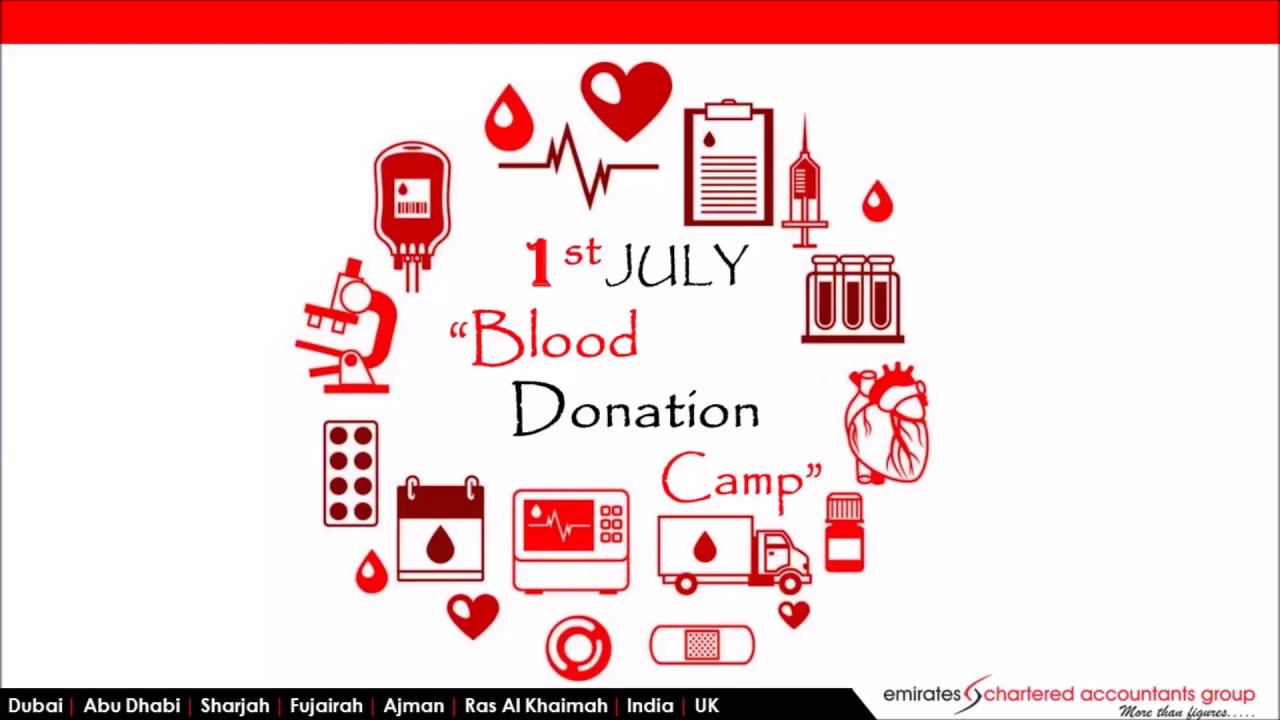 1st JULY
“Blood
Donation
Camp”
Dubai | Abu Dhabi | Sharjah | Fujairah | Ajman | Ras Al Khaimah | India | UK
emirates chartered accountants group
More than figures.....